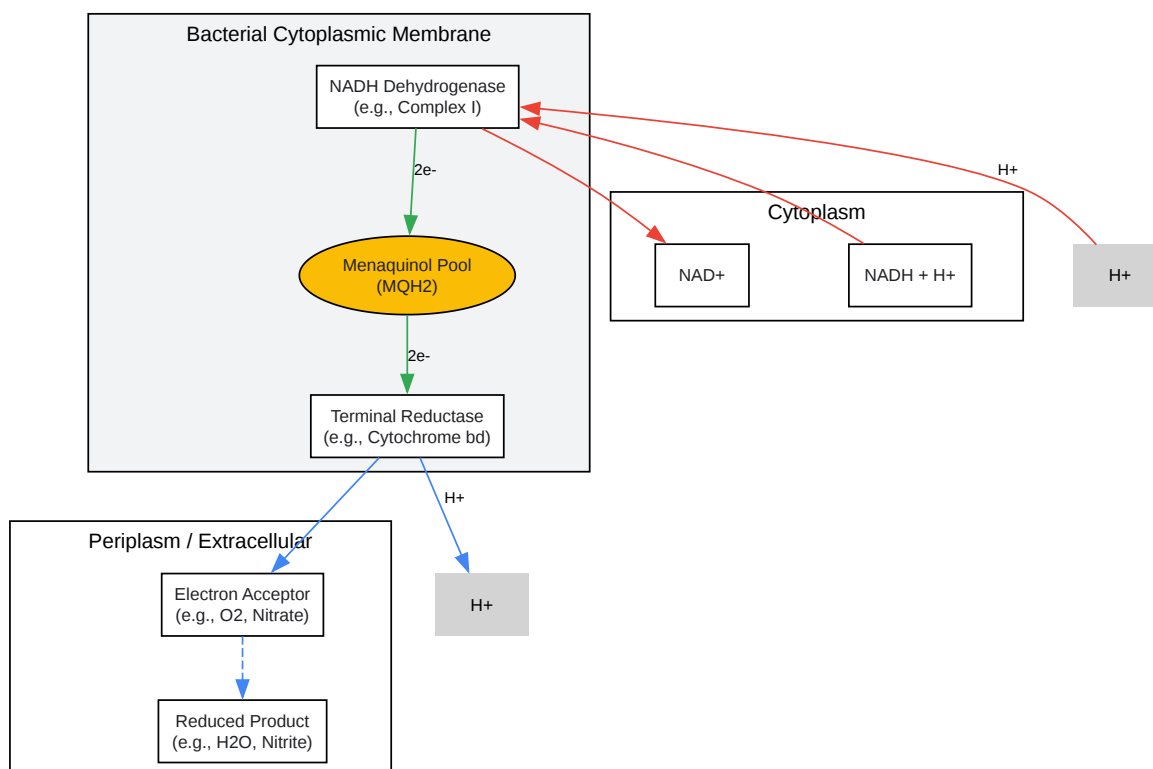 Bacterial Cytoplasmic Membrane
NADH Dehydrogenase
(e.g., Complex I)
2e-
H+
Cytoplasm
Menaquinol Pool
(MQH2)
NAD+
NADH + H+
H+
2e-
Terminal Reductase
(e.g., Cytochrome bd)
H+
Periplasm / Extracellular
Electron Acceptor
(e.g., O2, Nitrate)
H+
Reduced Product
(e.g., H2O, Nitrite)